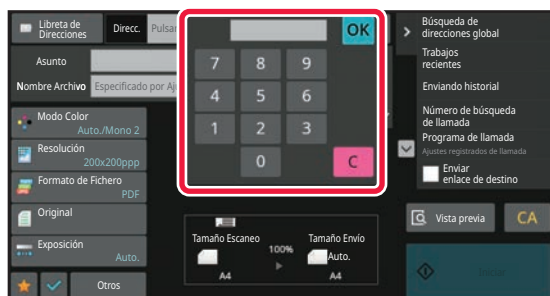 Libreta de
Direcciones
Direcc.
Pulsar
Asunto
Nombre Archivo
Especificado por Aj
Modo Color
Auto./Mono 2
Resolución
200x200ppp
Formato de Fichero
PDF
Original
Exposición
Auto.
Otros
OK
7 8 9
4 5 6
1 2 3
0 C
Tamaño Escaneo
100%
Tamaño Envío
Auto.
A4
A4
Búsqueda de
direcciones global
Trabajos
recientes
Enviando historial
Número de búsqueda
de llamada
Programa de llamada
Ajustes registrados de llamada
Enviar
enlace de destino
Vista previa
CA
Iniciar